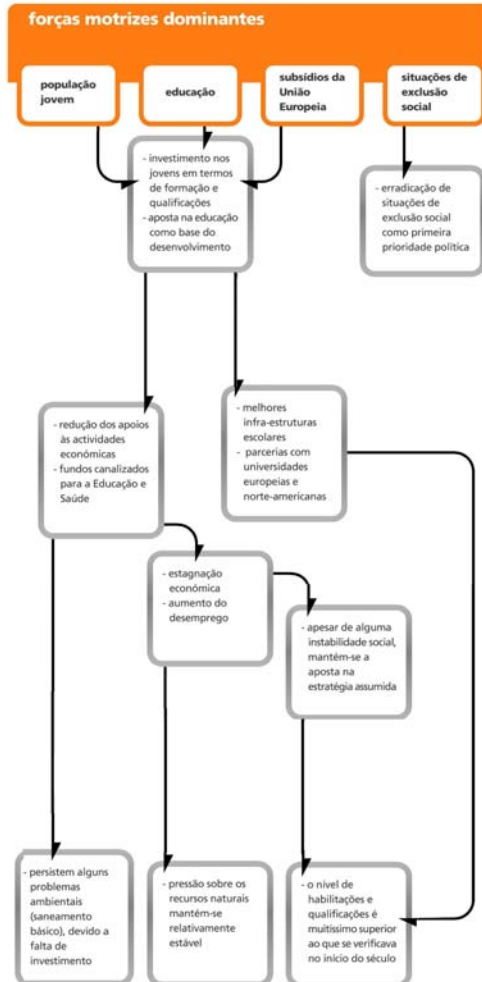 forças motrizes dominantes
população
jovem
educação
subsídios da
União
Europeia
situações de
exclusão
social
- investimento nos
jovens em termos
de formação e
qualificações
- aposta na educação
como base do
desenvolvimento
- erradicação de
situações de
exclusão social
como primeira
prioridade política
- redução dos apoios
às actividades
económicas
- fundos canalizados
para a Educação e
Saúde
- melhores
infra-estruturas
escolares
- parcerias com
universidades
europeias e
norte-americanas
- estagnação
económica
- aumento do
desemprego
- apesar de alguma
instabilidade social,
mantém-se a
aposta na
estratégia assumida
- persistem alguns
problemas
ambientais
(saneamento
básico), devido a
falta de
investimento
- pressão sobre os
recursos naturais
mantém-se
relativamente
estável
- o nível de
habilitações e
qualificações é
muitíssimo superior
ao que se verificava
no início do século